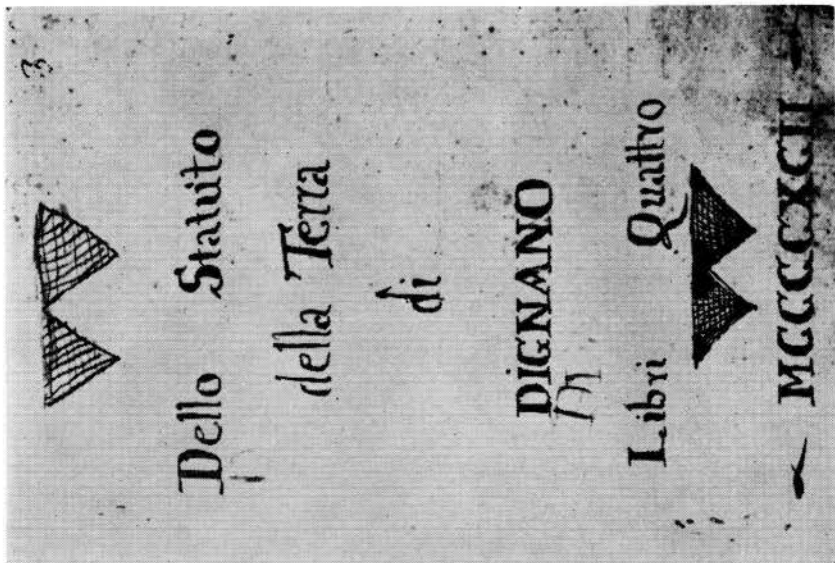 3
Dello Statuto
della Terra
di
DIGNANO
Libri Quattro
MCCCCXCII